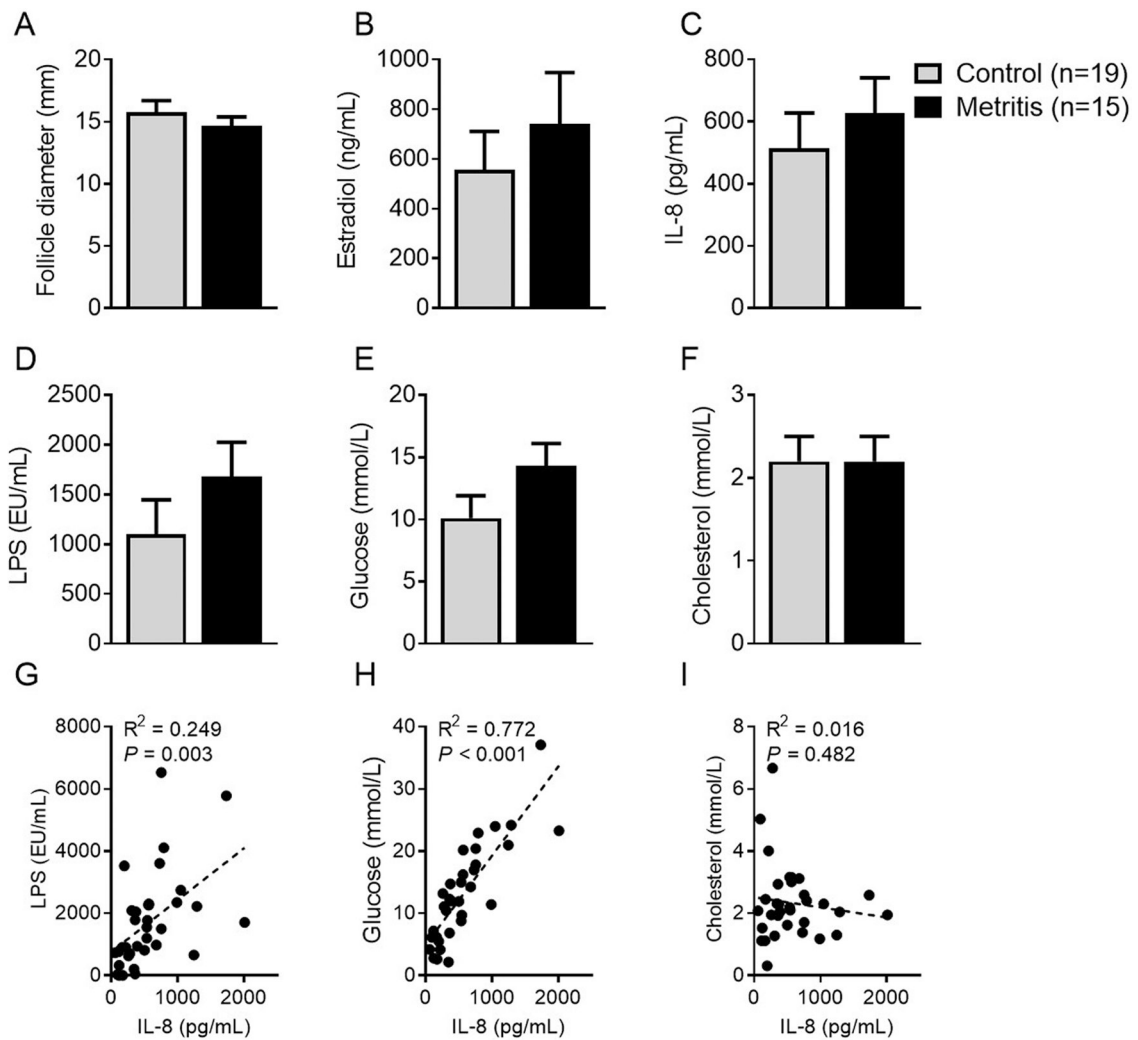 A
Follicle diameter (mm)
20
15
10
5
0
B
Estradiol (ng/mL)
1000
800
600
400
200
0
C
IL-8 (pg/mL)
800
600
400
200
0
Control (n=19)
Metritis (n=15)
D
LPS (EU/mL)
2500
2000
1500
1000
500
0
E
Glucose (mmol/L)
20
15
10
5
0
F
Cholesterol (mmol/L)
3
2
1
0
G
LPS (EU/mL)
8000
6000
4000
2000
0
R² = 0.249
P = 0.003
0 1000 2000
IL-8 (pg/mL)
H
Glucose (mmol/L)
40
30
20
10
0
R² = 0.772
P < 0.001
0 1000 2000
IL-8 (pg/mL)
I
Cholesterol (mmol/L)
8
6
4
2
0
R² = 0.016
P = 0.482
0 1000 2000
IL-8 (pg/mL)